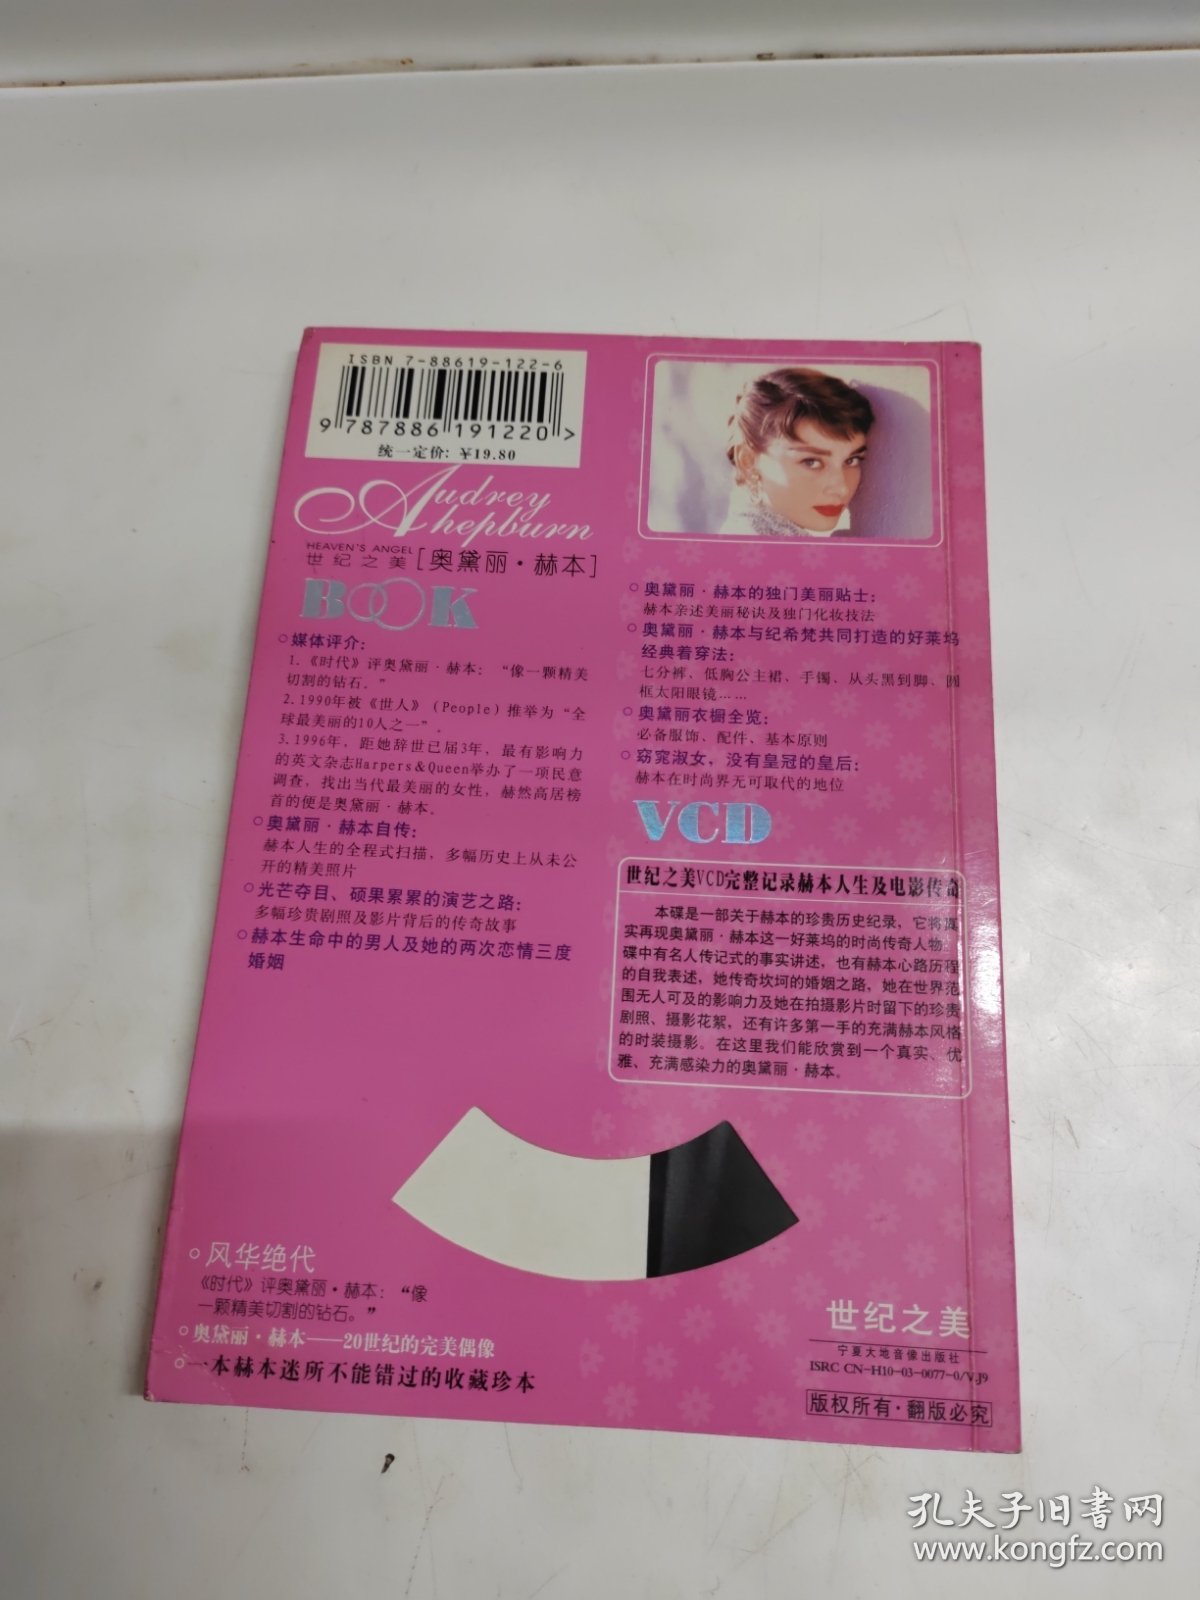 ISBN 7-88619-122-6
9 787886 191220 >
统一定价: ¥19.80
Audrey
hepburn
HEAVEN'S ANGEL
世纪之美[奥黛丽·赫本]
BOOK
○媒体评介:
1.《时代》评奥黛丽·赫本：“像一颗精美
切割的钻石。”
2.1990年被《世人》(People)推举为“全
球最美丽的10人之一”。
3.1996年，距她辞世已届3年，最有影响力
的英文杂志Harpers&Queen举办了一项民意
调查，找出当代最美丽的女性，赫然高居榜
首的便是奥黛丽·赫本。
○奥黛丽·赫本自传:
赫本人生的全程式扫描，多幅历史上从未公
开的精美照片
○光芒夺目、硕果累累的演艺之路:
多幅珍贵剧照及影片背后的传奇故事
○赫本生命中的男人及她的两次恋情三度
婚姻
○奥黛丽·赫本的独门美丽贴士:
赫本亲述美丽秘诀及独门化妆技法
○奥黛丽·赫本与纪希梵共同打造的好莱坞
经典着穿法:
七分裤、低胸公主裙、手镯、从头黑到脚、圆
框太阳眼镜……
○奥黛丽衣橱全览:
必备服饰、配件、基本原则
○窈窕淑女，没有皇冠的皇后:
赫本在时尚界无可取代的地位
VCD
世纪之美VCD完整记录赫本人生及电影传奇
本碟是一部关于赫本的珍贵历史纪录，它将真
实再现奥黛丽·赫本这一好莱坞的时尚传奇人物
碟中有名人传记式的事实讲述，也有赫本心路历程
的自我表述，她传奇坎坷的婚姻之路，她在世界范
围无人可及的影响力及她在拍摄影片时留下的珍贵
剧照、摄影花絮，还有许多第一手的充满赫本风格
的时装摄影。在这里我们能欣赏到一个真实、优
雅、充满感染力的奥黛丽·赫本。
○风华绝代
《时代》评奥黛丽·赫本：“像
一颗精美切割的钻石。”
○奥黛丽·赫本——20世纪的完美偶像
○一本赫本迷所不能错过的收藏珍本
世纪之美
宁夏大地音像出版社
ISRC CN-H10-03-0077-0/V.J9
版权所有·翻版必究
孔夫子旧书网
www.kongfz.com